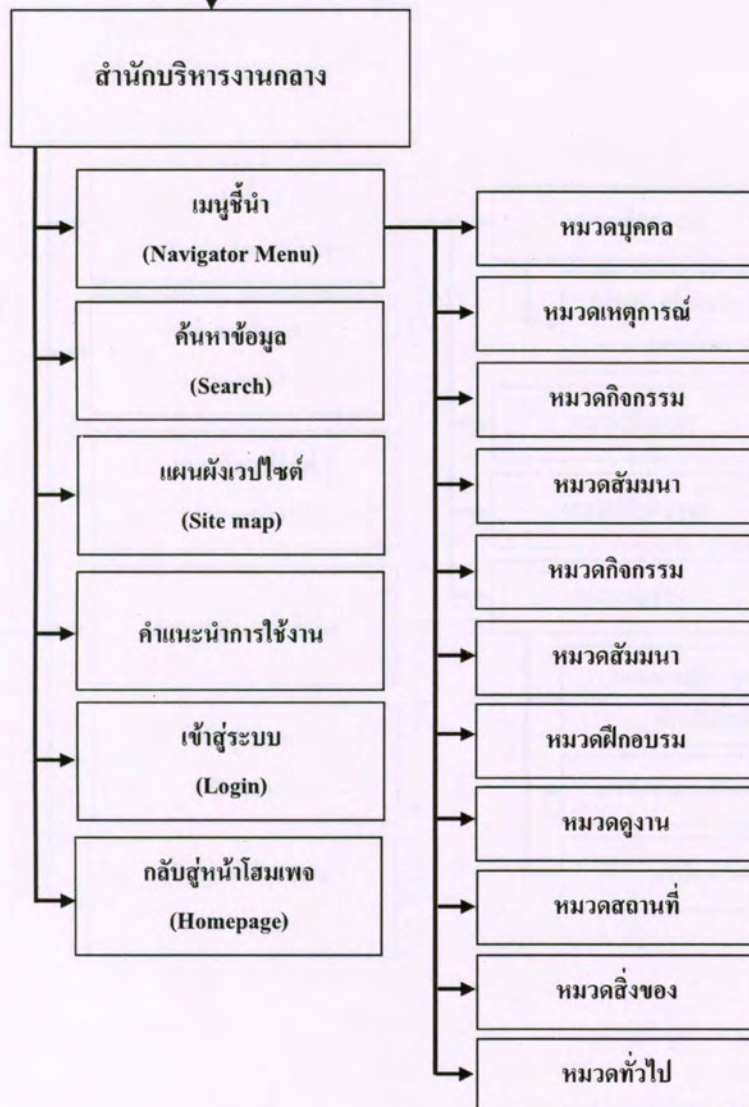 สำนักบริหารงานกลาง
เมนูชี้นำ
(Navigator Menu)
ค้นหาข้อมูล
(Search)
แผนผังเวปไซต์
(Site map)
คำแนะนำการใช้งาน
เข้าสู่ระบบ
(Login)
กลับสู่หน้าโฮมเพจ
(Homepage)
หมวดบุคคล
หมวดเหตุการณ์
หมวดกิจกรรม
หมวดสัมมนา
หมวดกิจกรรม
หมวดสัมมนา
หมวดฝึกอบรม
หมวดดูงาน
หมวดสถานที่
หมวดสิ่งของ
หมวดทั่วไป